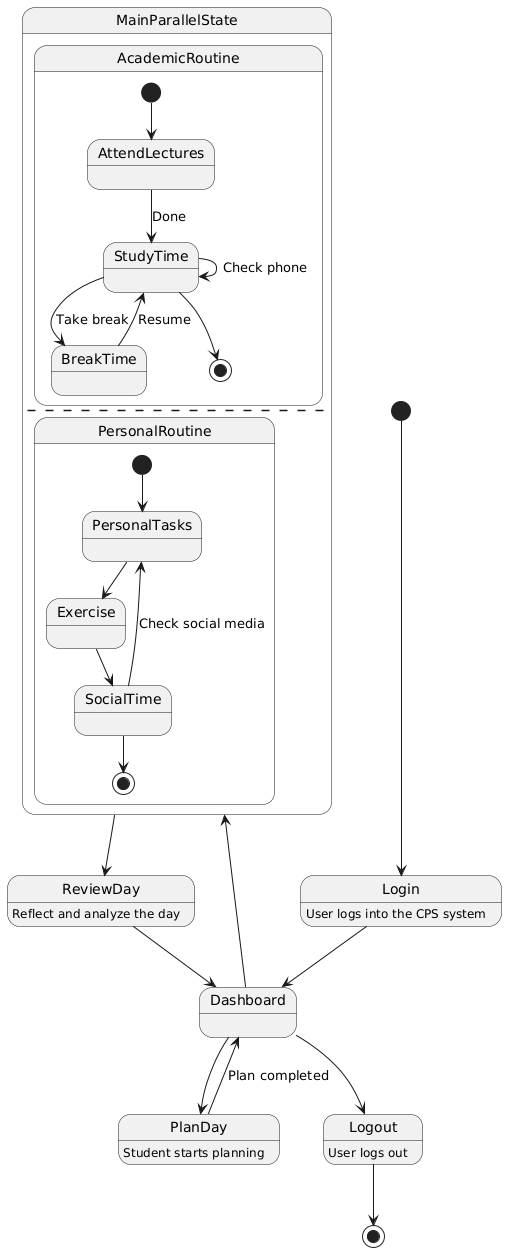 MainParallelState
AcademicRoutine
AttendLectures
Done
StudyTime
Check phone
Take break
Resume
BreakTime
PersonalRoutine
PersonalTasks
Exercise
Check social media
SocialTime
ReviewDay
Reflect and analyze the day
Login
User logs into the CPS system
Dashboard
Plan completed
PlanDay
Student starts planning
Logout
User logs out